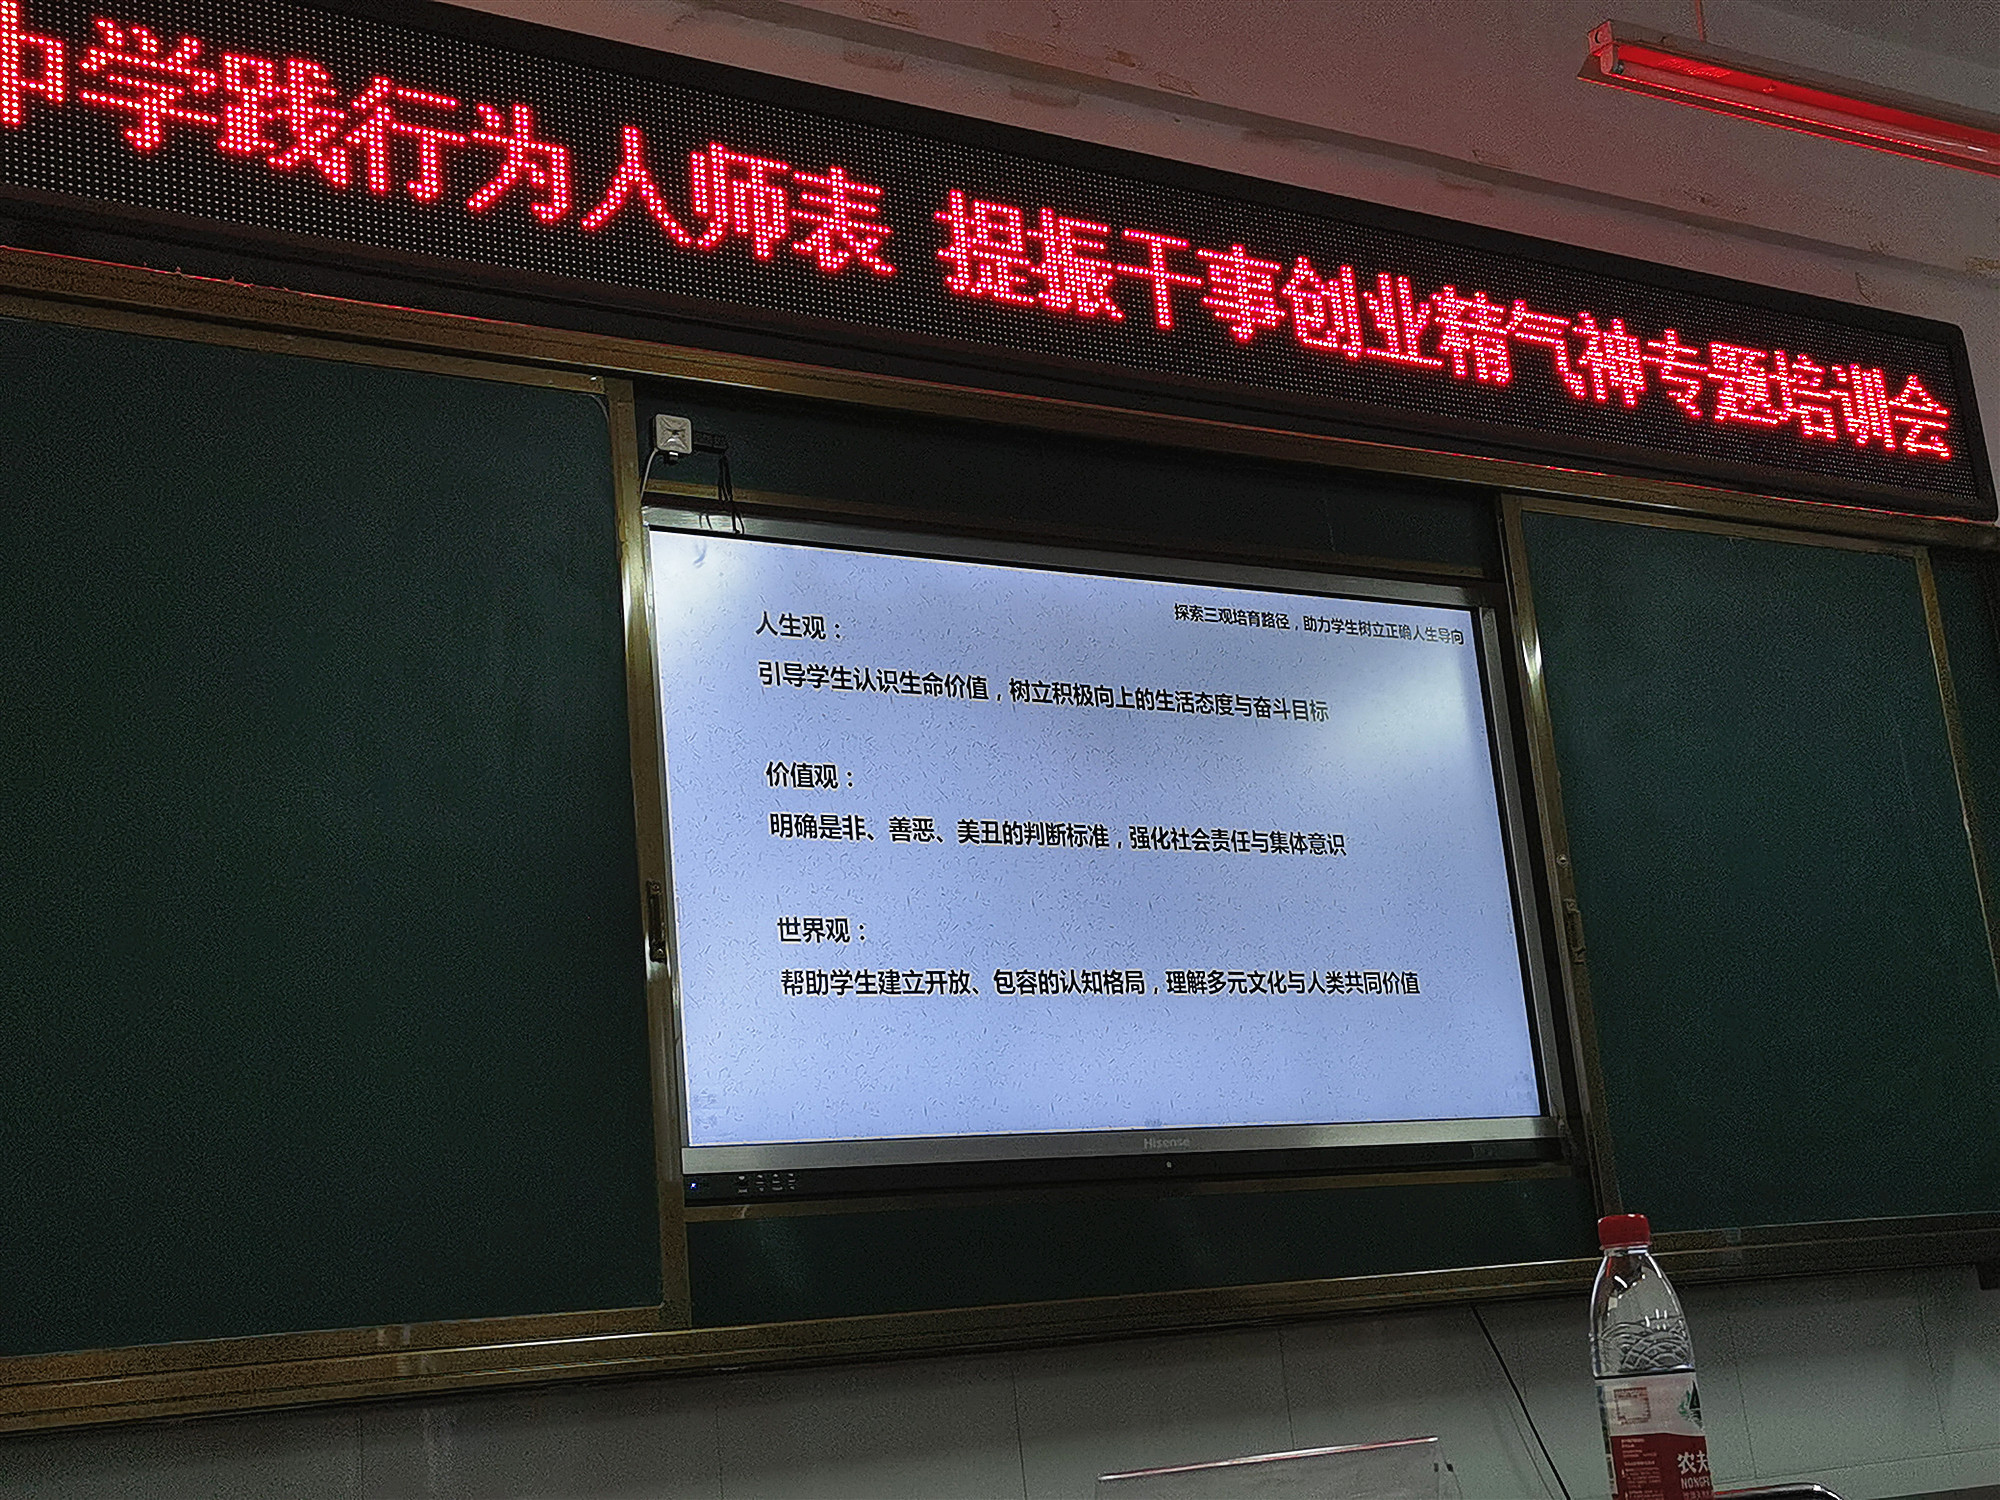 中学践行为人师表 提振干事创业精气神专题培训会
探索三观培育路径，助力学生树立正确人生导向
人生观：
引导学生认识生命价值，树立积极向上的生活态度与奋斗目标
价值观：
明确是非、善恶、美丑的判断标准，强化社会责任与集体意识
世界观：
帮助学生建立开放、包容的认知格局，理解多元文化与人类共同价值
Hisense
农夫
NONGF